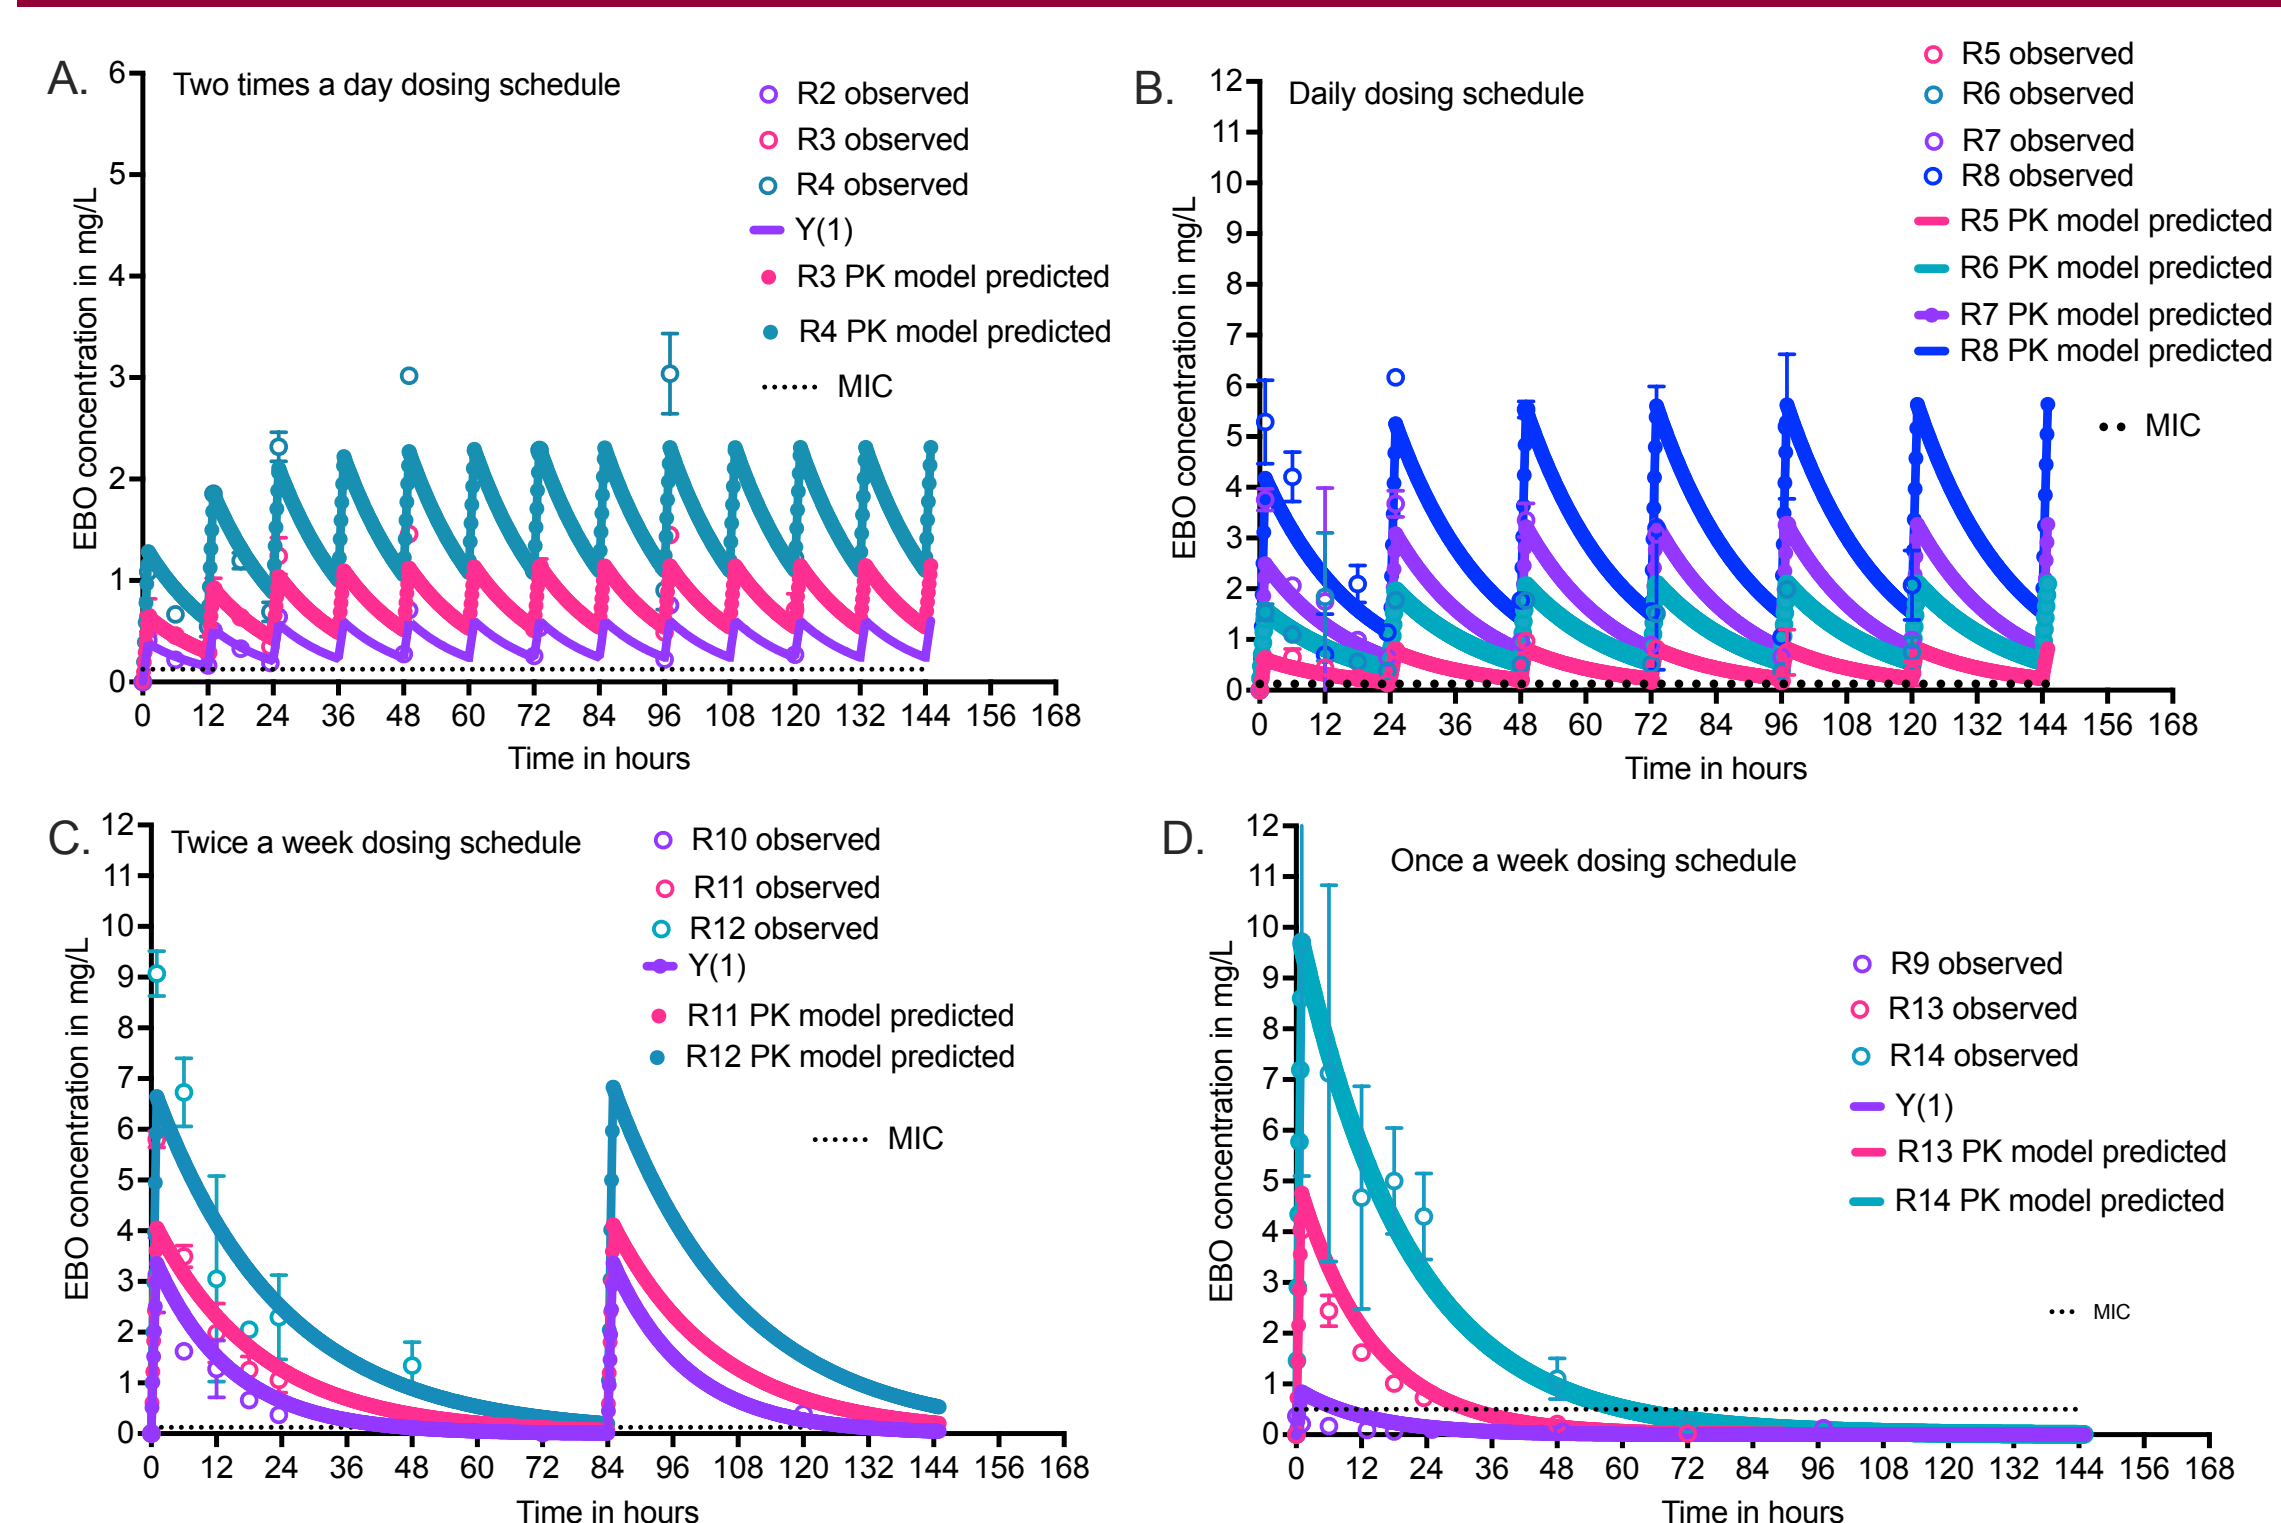 A.
Two times a day dosing schedule
R2 observed
R3 observed
R4 observed
Y(1)
R3 PK model predicted
R4 PK model predicted
MIC
EBO concentration in mg/L
6
5
4
3
2
1
0
0 12 24 36 48 60 72 84 96 108 120 132 144 156 168
Time in hours
B.
Daily dosing schedule
R5 observed
R6 observed
R7 observed
R8 observed
R5 PK model predicted
R6 PK model predicted
R7 PK model predicted
R8 PK model predicted
MIC
EBO concentration in mg/L
12
11
10
9
8
7
6
5
4
3
2
1
0
0 12 24 36 48 60 72 84 96 108 120 132 144 156 168
Time in hours
C.
Twice a week dosing schedule
R10 observed
R11 observed
R12 observed
Y(1)
R11 PK model predicted
R12 PK model predicted
MIC
EBO concentration in mg/L
12
11
10
9
8
7
6
5
4
3
2
1
0
0 12 24 36 48 60 72 84 96 108 120 132 144 156 168
Time in hours
D.
Once a week dosing schedule
R9 observed
R13 observed
R14 observed
Y(1)
R13 PK model predicted
R14 PK model predicted
MIC
EBO concentration in mg/L
12
11
10
9
8
7
6
5
4
3
2
1
0
0 12 24 36 48 60 72 84 96 108 120 132 144 156 168
Time in hours